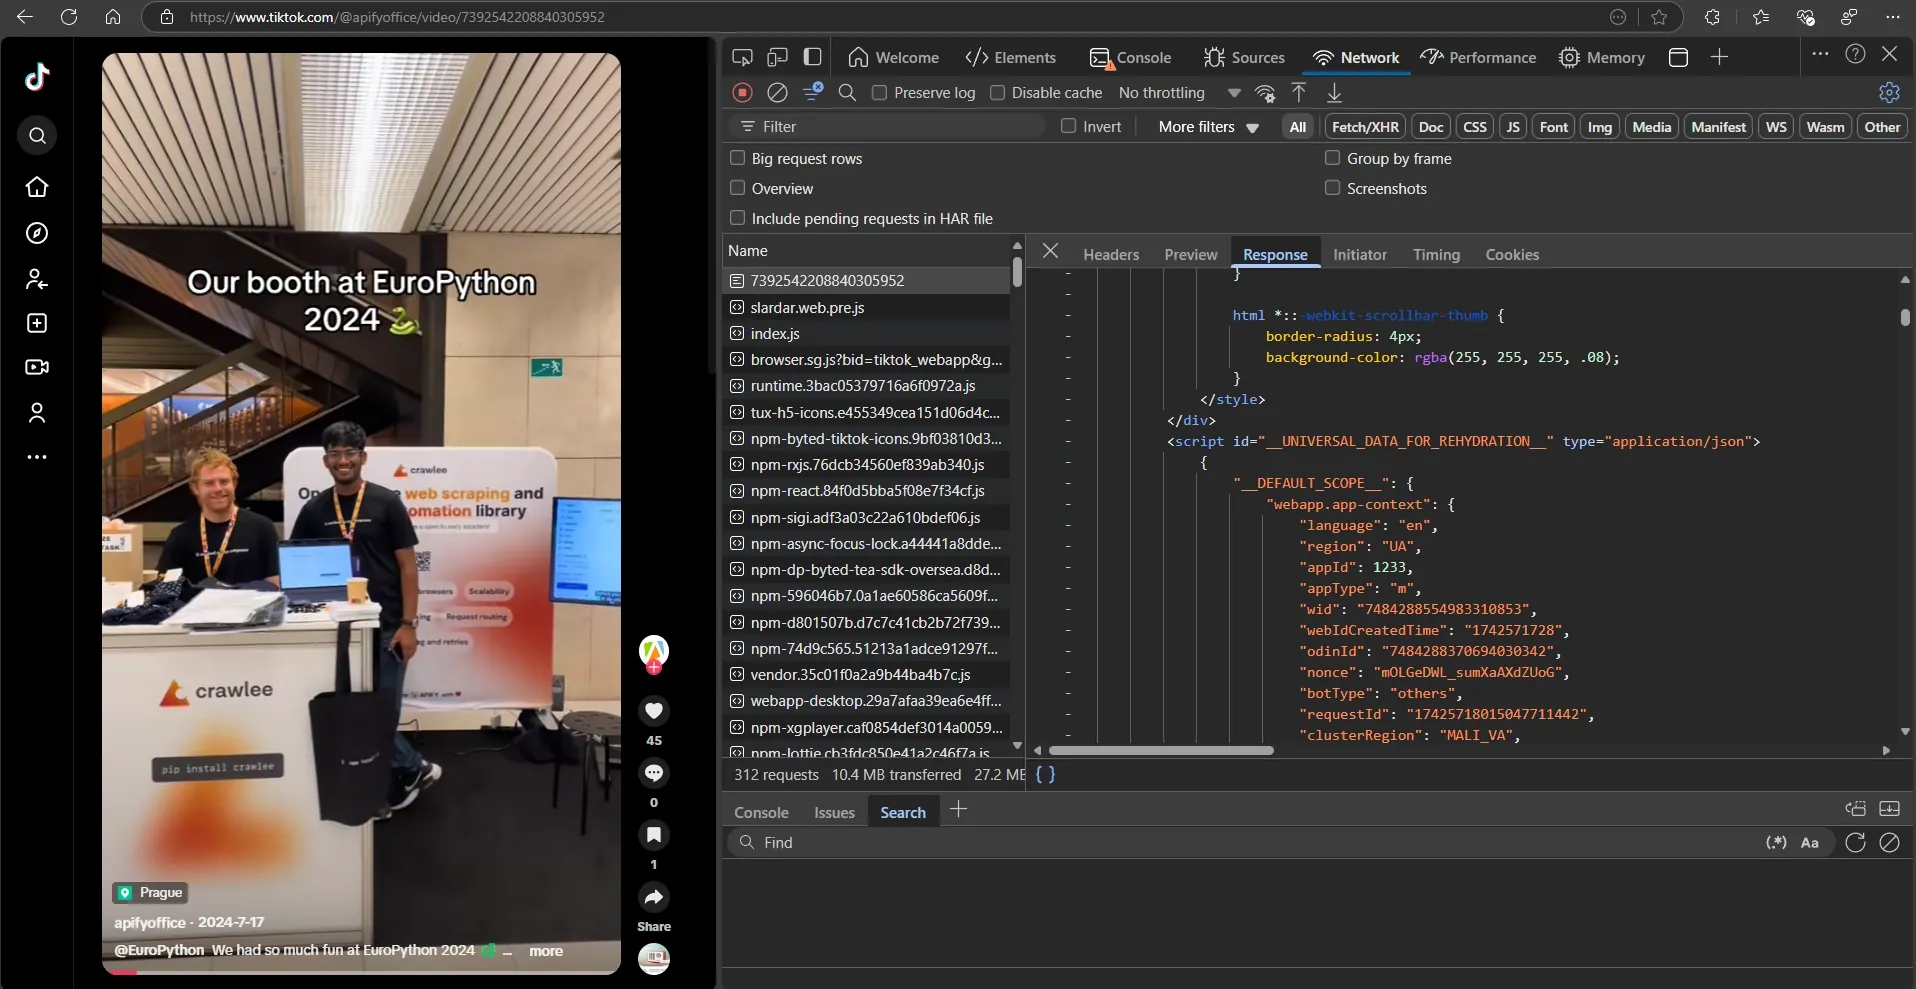 https://www.tiktok.com/@apifyoffice/video/7392542208840305952
Our booth at EuroPython
2024
crawlee
web scraping and
omation library
browsers
Scalability
Request routing
ng and retries
APIFY with
crawlee
pip install crawlee
Prague
apifyoffice · 2024-7-17
@EuroPython We had so much fun at EuroPython 2024 ... more
45
0
1
Share
Welcome
Elements
Console
Sources
Network
Performance
Memory
Preserve log
Disable cache
No throttling
Filter
Invert
More filters
All
Fetch/XHR
Doc
CSS
JS
Font
Img
Media
Manifest
WS
Wasm
Other
Big request rows
Group by frame
Overview
Screenshots
Include pending requests in HAR file
Name
7392542208840305952
slardar.web.pre.js
index.js
browser.sg.js?bid=tiktok_webapp&g...
runtime.3bac05379716a6f0972a.js
tux-h5-icons.e455349cea151d06d4c...
npm-byted-tiktok-icons.9bf03810d3...
npm-rxjs.76dcb34560ef839ab340.js
npm-react.84f0d5bba5f08e7f34cf.js
npm-sigi.adf3a03c22a610bdef06.js
npm-async-focus-lock.a44441a8dde...
npm-dp-byted-tea-sdk-oversea.d8d...
npm-596046b7.0a1ae60586ca5609f...
npm-d801507b.d7c7c41cb2b72f739...
npm-74d9c565.51213a1adce91297f...
vendor.35c01f0a2a9b44ba4b7c.js
webapp-desktop.29a7afaa39ea6e4ff...
npm-xgplayer.caf0854def3014a0059...
npm-lottie.cb3fdc850e41a2c46f7a.js
312 requests 10.4 MB transferred 27.2 ME
Headers
Preview
Response
Initiator
Timing
Cookies
}
html *::-webkit-scrollbar-thumb {
border-radius: 4px;
background-color: rgba(255, 255, 255, .08);
}
</style>
</div>
<script id="__UNIVERSAL_DATA_FOR_REHYDRATION__" type="application/json">
{
"__DEFAULT_SCOPE__": {
"webapp.app-context": {
"language": "en",
"region": "UA",
"appId": 1233,
"appType": "m",
"wid": "7484288554983310853",
"webIdCreatedTime": "1742571728",
"odinId": "7484288370694030342",
"nonce": "mOLGeDWL_sumXaAXdZUoG",
"botType": "others",
"requestId": "17425718015047711442",
"clusterRegion": "MALI_VA",
{ }
Console
Issues
Search
Find
(.*)
Aa